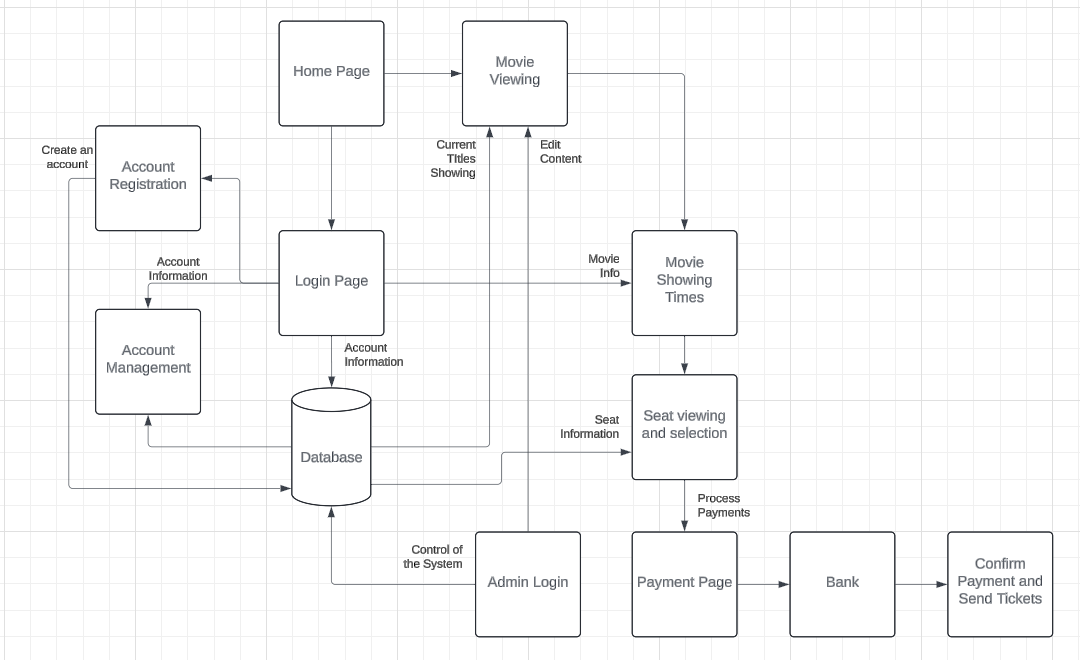 Home Page
Movie
Viewing
Create an
account
Account
Registration
Current
TItles
Showing
Edit
Content
Account
Information
Login Page
Movie
Info
Movie
Showing
Times
Account
Management
Account
Information
Database
Seat
Information
Seat viewing
and selection
Process
Payments
Control of
the System
Admin Login
Payment Page
Bank
Confirm
Payment and
Send Tickets